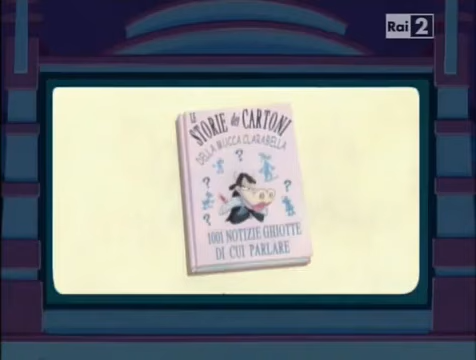 Rai 2
LE
STORIE dei CARTONI
DELLA MUCCA CLARABELLA
?
? ?
?
1001 NOTIZIE GHIOTTE
DI CUI PARLARE